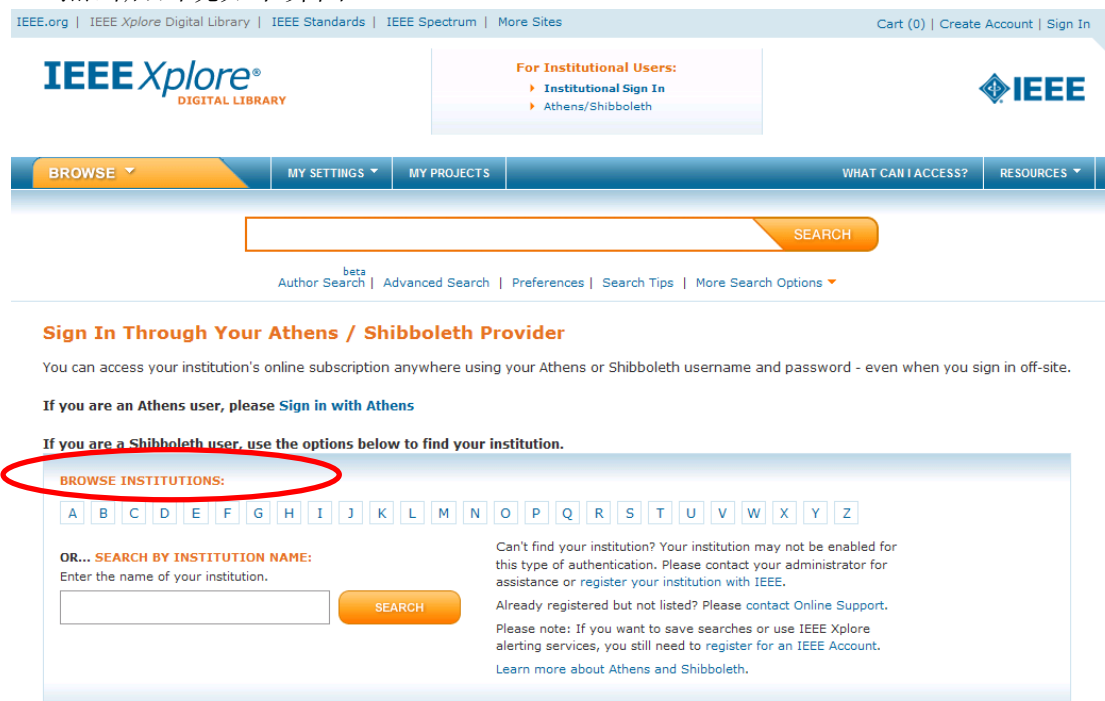 IEEE.org | IEEE Xplore Digital Library | IEEE Standards | IEEE Spectrum | More Sites
Cart (0) | Create Account | Sign In
IEEE Xplore®
DIGITAL LIBRARY
For Institutional Users:
Institutional Sign In
Athens/Shibboleth
IEEE
BROWSE
MY SETTINGS
MY PROJECTS
WHAT CAN I ACCESS?
RESOURCES
SEARCH
beta
Author Search | Advanced Search | Preferences | Search Tips | More Search Options
Sign In Through Your Athens / Shibboleth Provider
You can access your institution's online subscription anywhere using your Athens or Shibboleth username and password - even when you sign in off-site.
If you are an Athens user, please Sign in with Athens
If you are a Shibboleth user, use the options below to find your institution.
BROWSE INSTITUTIONS:
A B C D E F G H I J K L M N O P Q R S T U V W X Y Z
OR... SEARCH BY INSTITUTION NAME:
Enter the name of your institution.
SEARCH
Can't find your institution? Your institution may not be enabled for
this type of authentication. Please contact your administrator for
assistance or register your institution with IEEE.
Already registered but not listed? Please contact Online Support.
Please note: If you want to save searches or use IEEE Xplore
alerting services, you still need to register for an IEEE Account.
Learn more about Athens and Shibboleth.